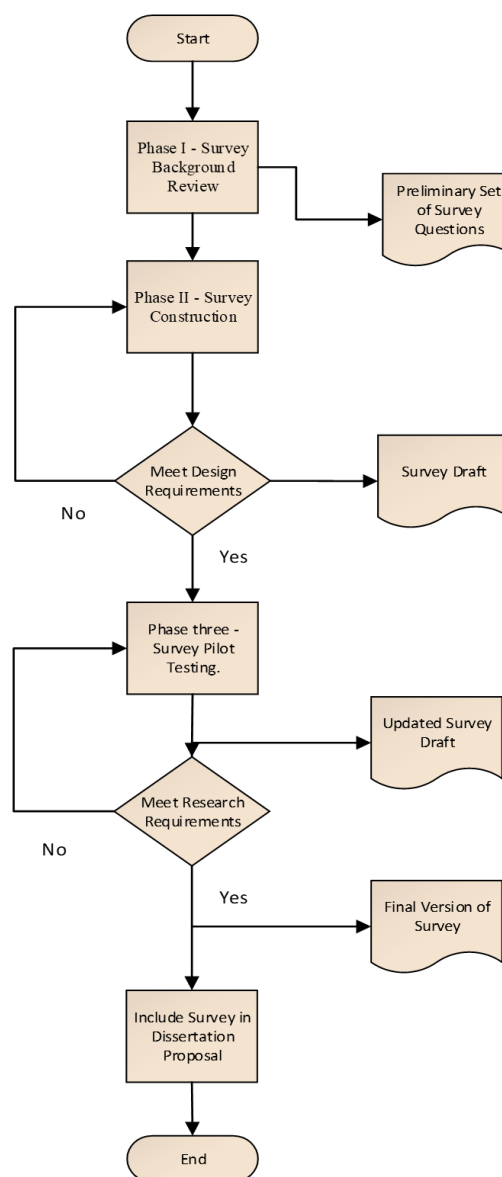 Start
Phase I - Survey
Background
Review
Preliminary Set
of Survey
Questions
Phase II - Survey
Construction
Meet Design
Requirements
Survey Draft
No
Yes
Phase three -
Survey Pilot
Testing.
Updated Survey
Draft
Meet Research
Requirements
No
Yes
Final Version of
Survey
Include Survey in
Dissertation
Proposal
End